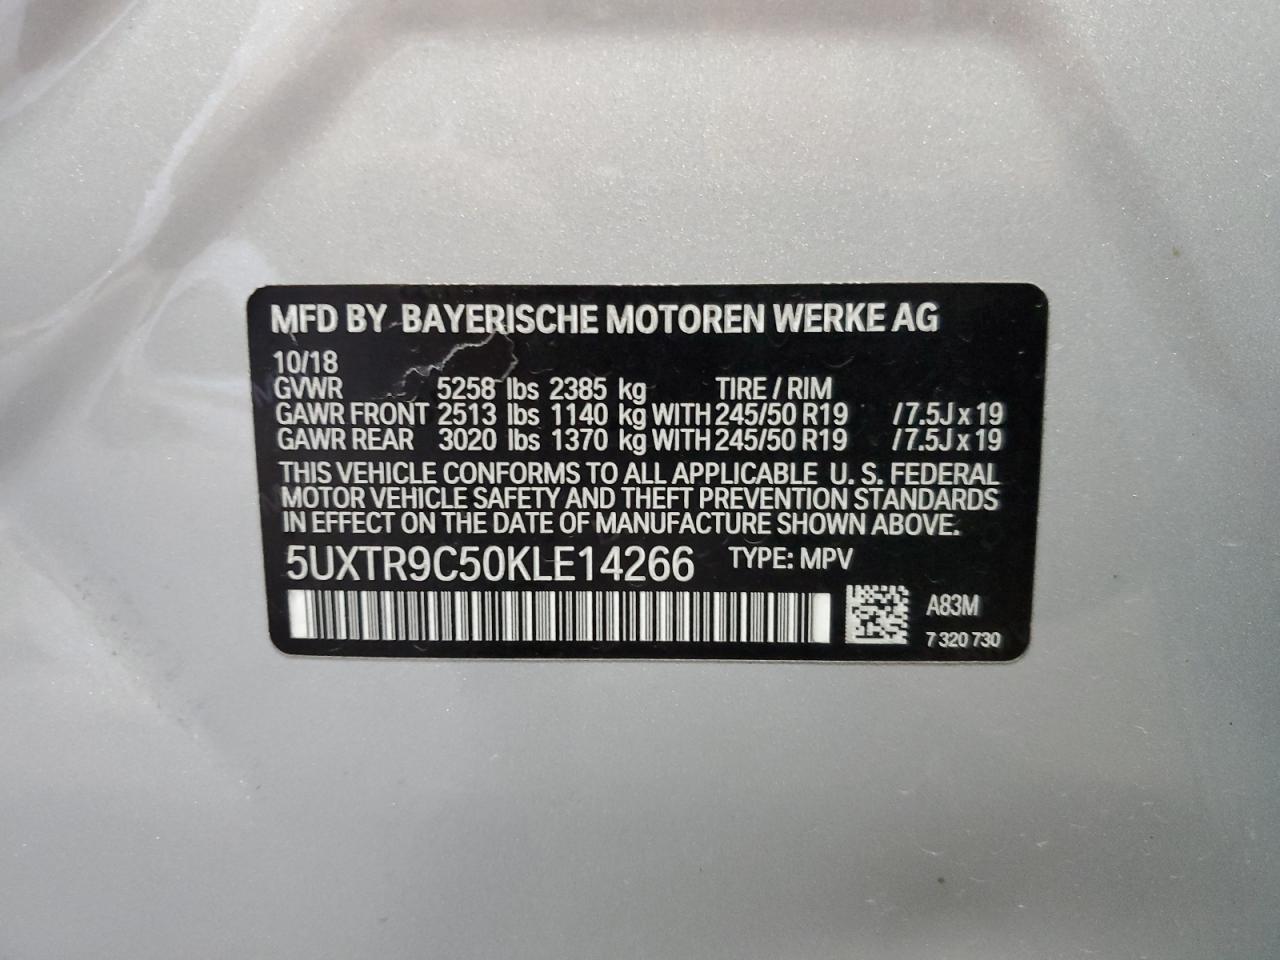 MFD BY BAYERISCHE MOTOREN WERKE AG
10/18
GVWR 5258 lbs 2385 kg TIRE / RIM
GAWR FRONT 2513 lbs 1140 kg WITH 245/50 R19 / 7.5J x 19
GAWR REAR 3020 lbs 1370 kg WITH 245/50 R19 / 7.5J x 19
THIS VEHICLE CONFORMS TO ALL APPLICABLE U. S. FEDERAL
MOTOR VEHICLE SAFETY AND THEFT PREVENTION STANDARDS
IN EFFECT ON THE DATE OF MANUFACTURE SHOWN ABOVE.
5UXTR9C50KLE14266 TYPE: MPV
A83M
7 320 730